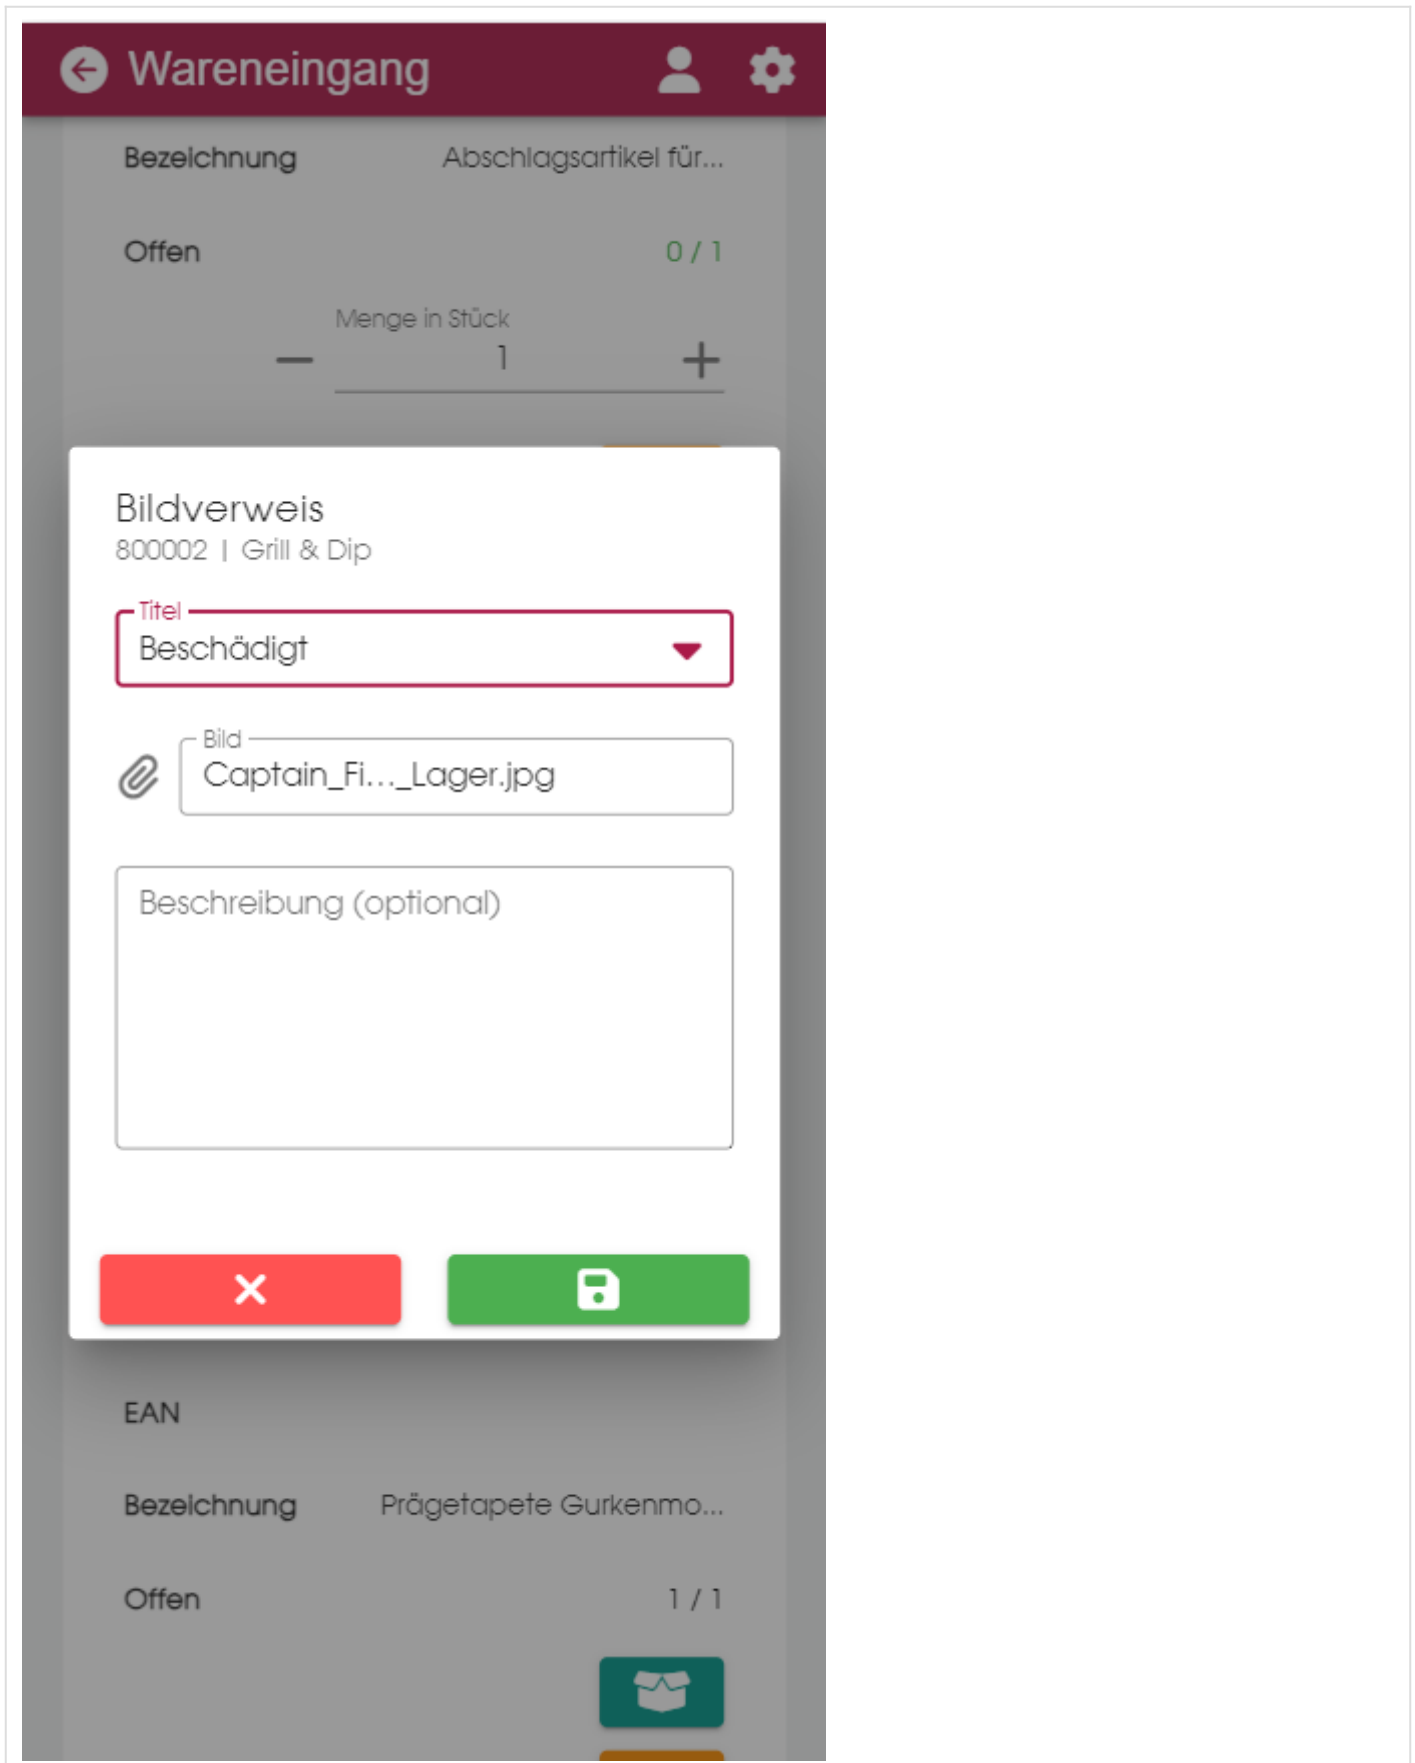 Wareneingang
Bezeichnung Abschlagsartikel für...
Offen 0 / 1
Menge in Stück
1
Bildverweis
800002 | Grill & Dip
Titel
Beschädigt
Bild
Captain_Fi..._Lager.jpg
Beschreibung (optional)
EAN
Bezeichnung Prägetapete Gurkenmo...
Offen 1 / 1